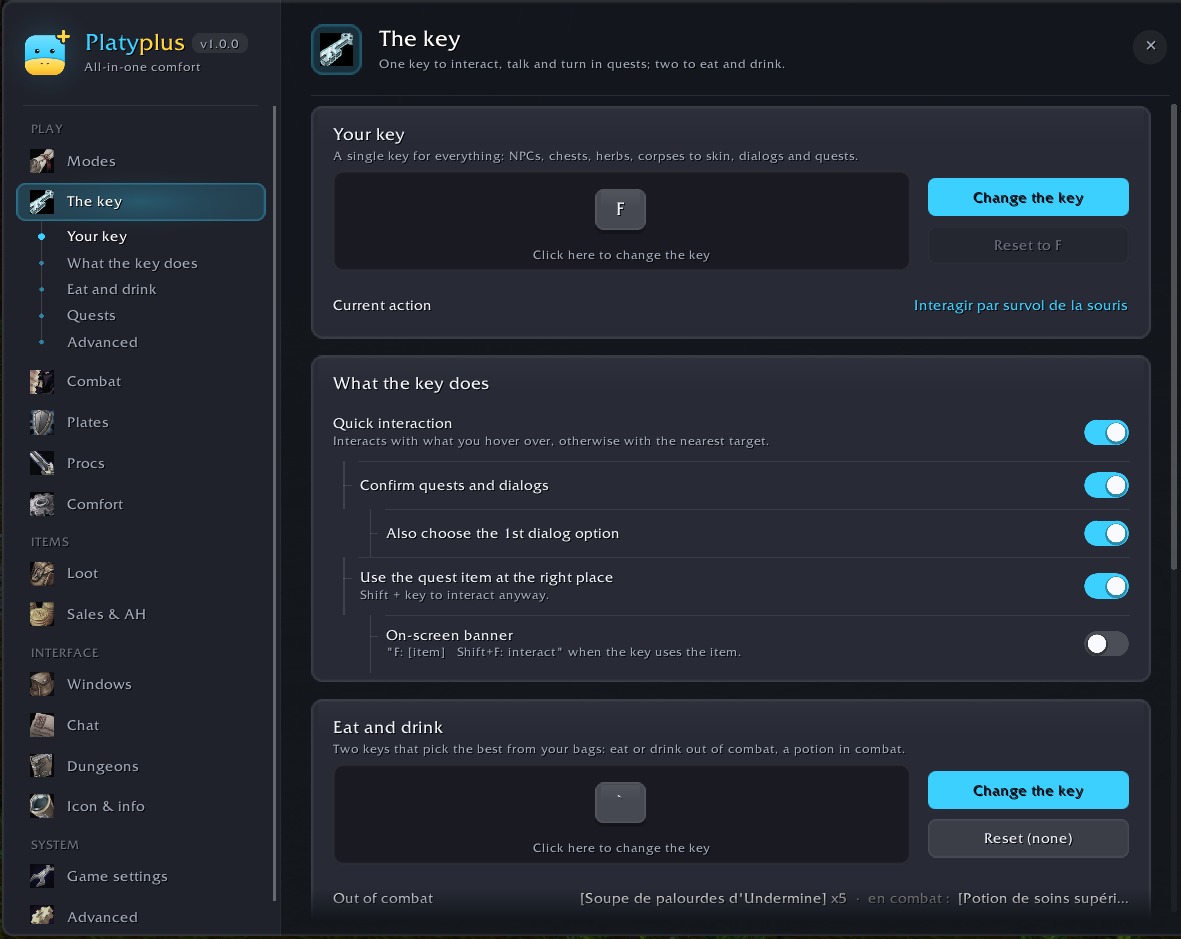 Platyplus v1.0.0
All-in-one comfort
PLAY
Modes
The key
Your key
What the key does
Eat and drink
Quests
Advanced
Combat
Plates
Procs
Comfort
ITEMS
Loot
Sales & AH
INTERFACE
Windows
Chat
Dungeons
Icon & info
SYSTEM
Game settings
Advanced
The key
One key to interact, talk and turn in quests; two to eat and drink.
×
Your key
A single key for everything: NPCs, chests, herbs, corpses to skin, dialogs and quests.
F
Click here to change the key
Change the key
Reset to F
Current action
Interagir par survol de la souris
What the key does
Quick interaction
Interacts with what you hover over, otherwise with the nearest target.
Confirm quests and dialogs
Also choose the 1st dialog option
Use the quest item at the right place
Shift + key to interact anyway.
On-screen banner
"F: [item]   Shift+F: interact" when the key uses the item.
Eat and drink
Two keys that pick the best from your bags: eat or drink out of combat, a potion in combat.
`
Click here to change the key
Change the key
Reset (none)
Out of combat
[Soupe de palourdes d'Undermine] x5 · en combat : [Potion de soins supéri...